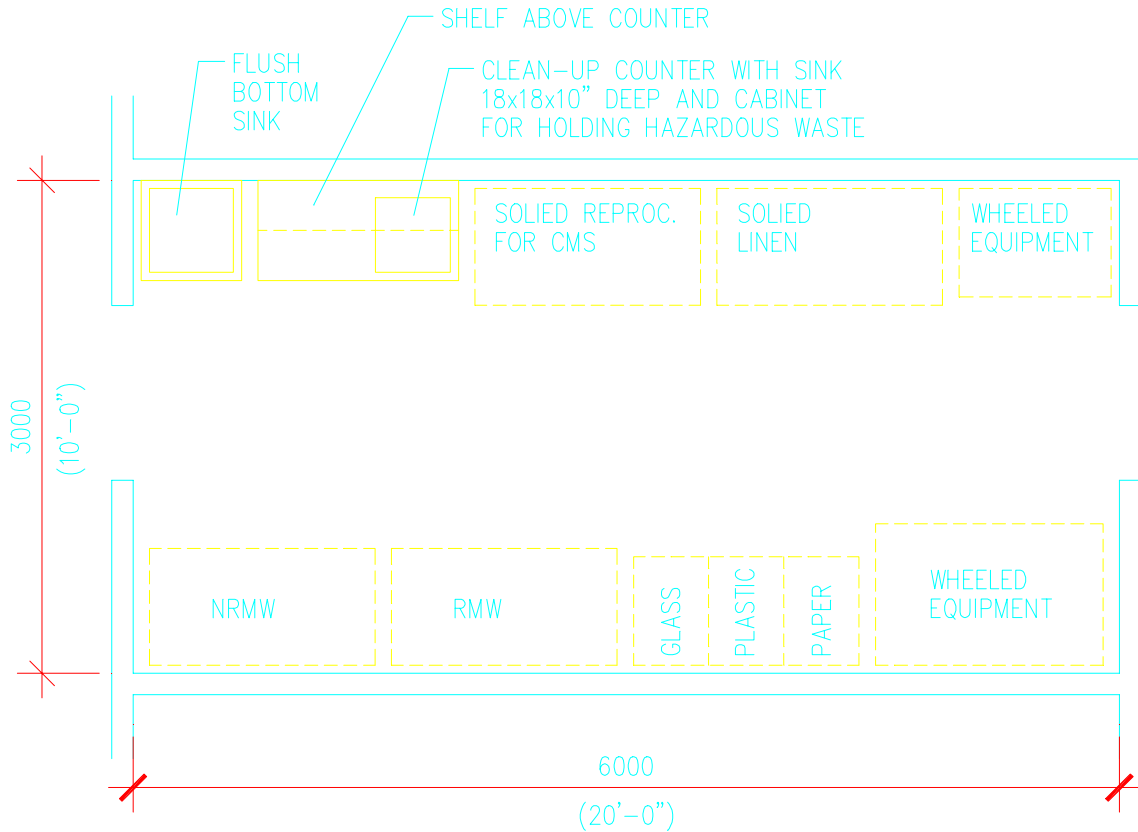 SHELF ABOVE COUNTER
FLUSH
BOTTOM
SINK
CLEAN-UP COUNTER WITH SINK
18x18x10" DEEP AND CABINET
FOR HOLDING HAZARDOUS WASTE
SOLIED REPROC.
FOR CMS
SOLIED
LINEN
WHEELED
EQUIPMENT
3000
(10'-0")
NRMW
RMW
GLASS
PLASTIC
PAPER
WHEELED
EQUIPMENT
6000
(20'-0")